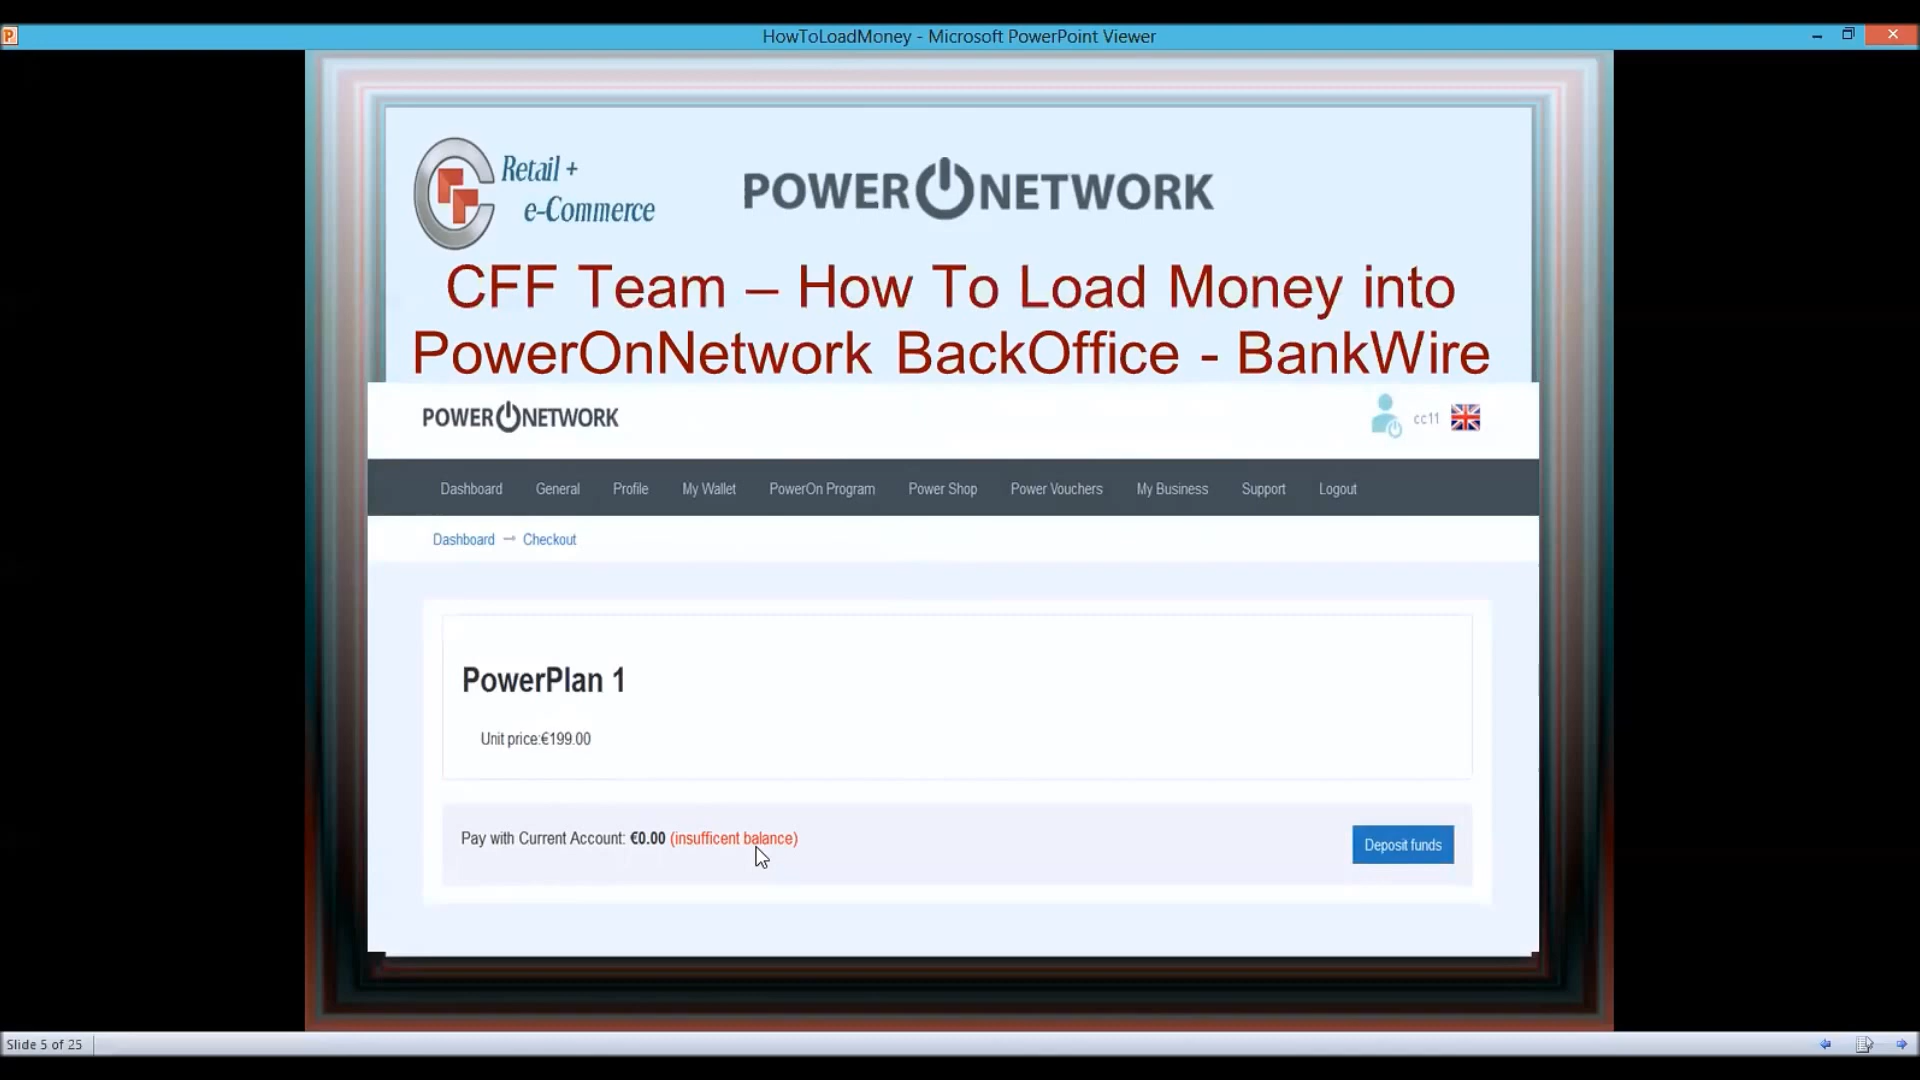 HowToLoadMoney - Microsoft PowerPoint Viewer
Retail +
e-Commerce
POWER NETWORK
CFF Team – How To Load Money into
PowerOnNetwork BackOffice - BankWire
POWER NETWORK
cc11
Dashboard General Profile My Wallet PowerOn Program Power Shop Power Vouchers My Business Support Logout
Dashboard → Checkout
PowerPlan 1
Unit price:€199.00
Pay with Current Account: €0.00 (insufficent balance)
Deposit funds
Slide 5 of 25